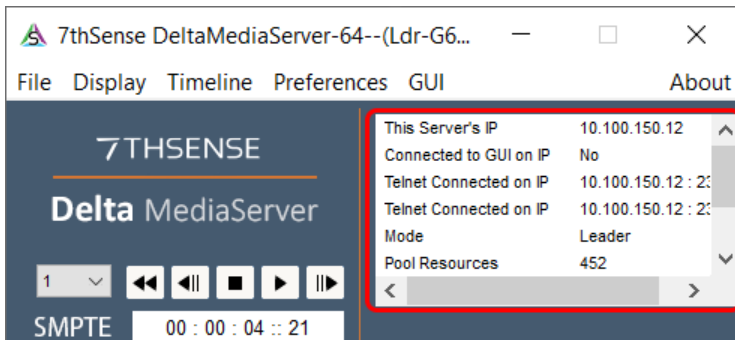 7thSense DeltaMediaServer-64--(Ldr-G6...
File Display Timeline Preferences GUI About
7THSENSE
Delta MediaServer
1
SMPTE 00 : 00 : 04 :: 21
This Server's IP 10.100.150.12
Connected to GUI on IP No
Telnet Connected on IP 10.100.150.12 : 23
Telnet Connected on IP 10.100.150.12 : 23
Mode Leader
Pool Resources 452